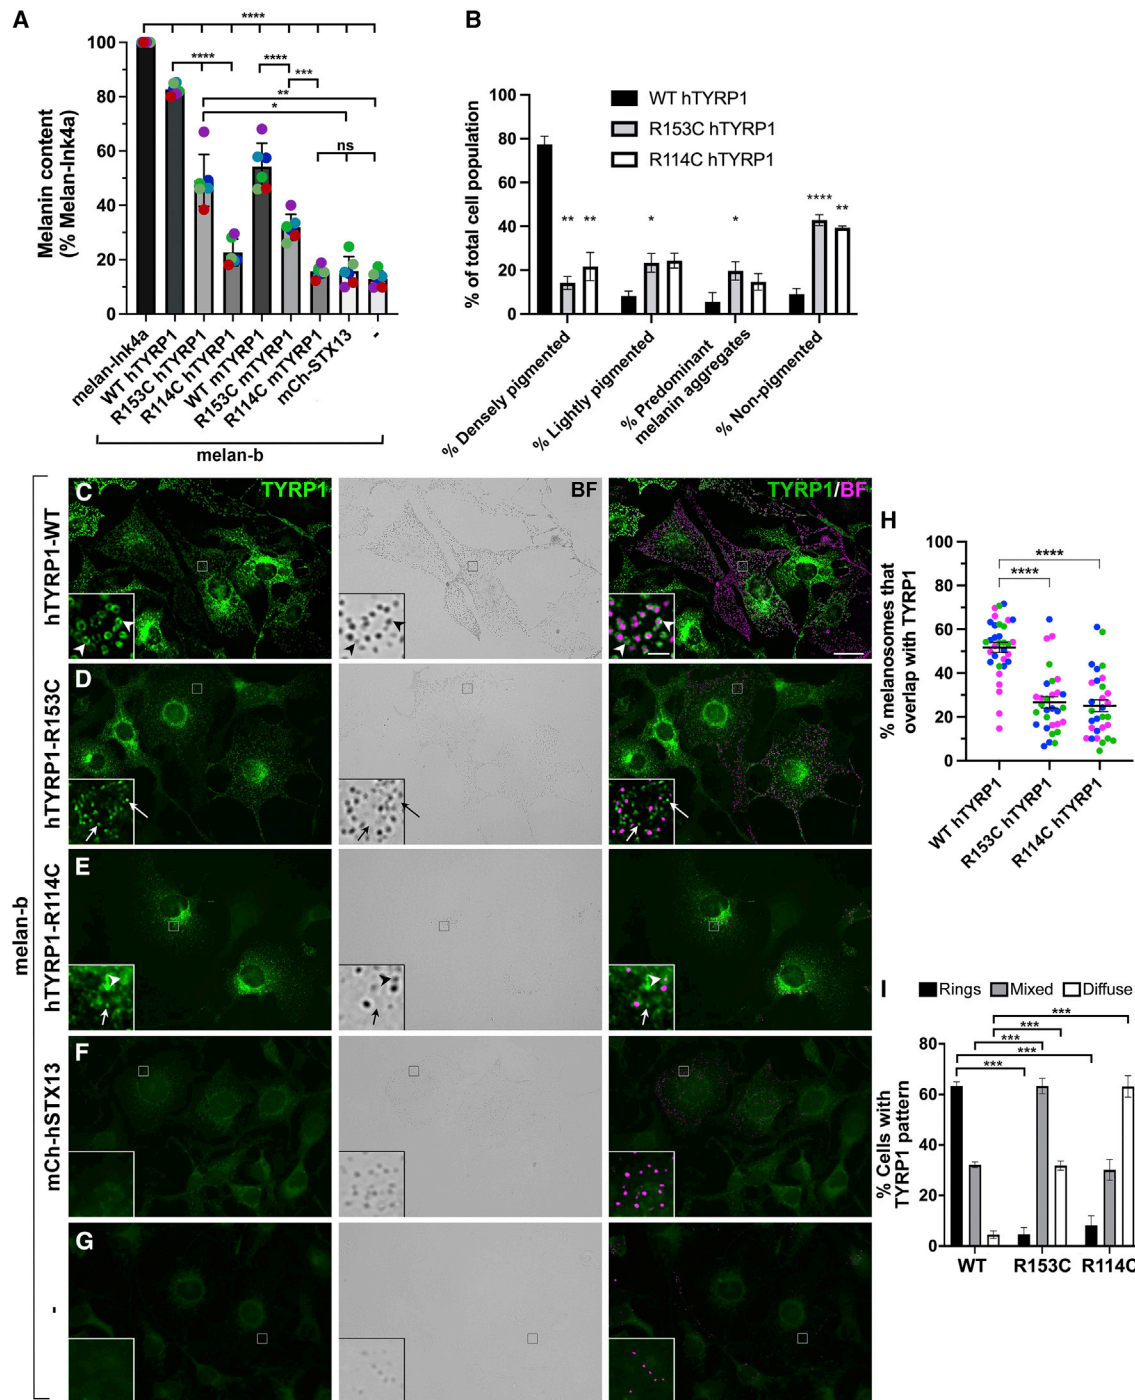 A
****
100
80
60
40
20
0
Melanin content
(% Melan-Ink4a)
****
****
***
**
*
ns
melan-Ink4a
WT hTYRP1
R153C hTYRP1
R114C hTYRP1
WT mTYRP1
R153C mTYRP1
R114C mTYRP1
mCh-STX13
-
melan-b
B
WT hTYRP1
R153C hTYRP1
R114C hTYRP1
% of total cell population
100
80
60
40
20
0
** **
*
*
****
**
% Densely pigmented
% Lightly pigmented
% Predominant
melanin aggregates
% Non-pigmented
melan-b
C
TYRP1
BF
TYRP1/BF
hTYRP1-WT
D
hTYRP1-R153C
E
hTYRP1-R114C
F
mCh-hSTX13
G
-
H
% melanosomes that
overlap with TYRP1
100
80
60
40
20
0
****
****
WT hTYRP1
R153C hTYRP1
R114C hTYRP1
I
Rings Mixed Diffuse
***
***
***
***
***
% Cells with
TYRP1 pattern
80
60
40
20
0
WT R153C R114C